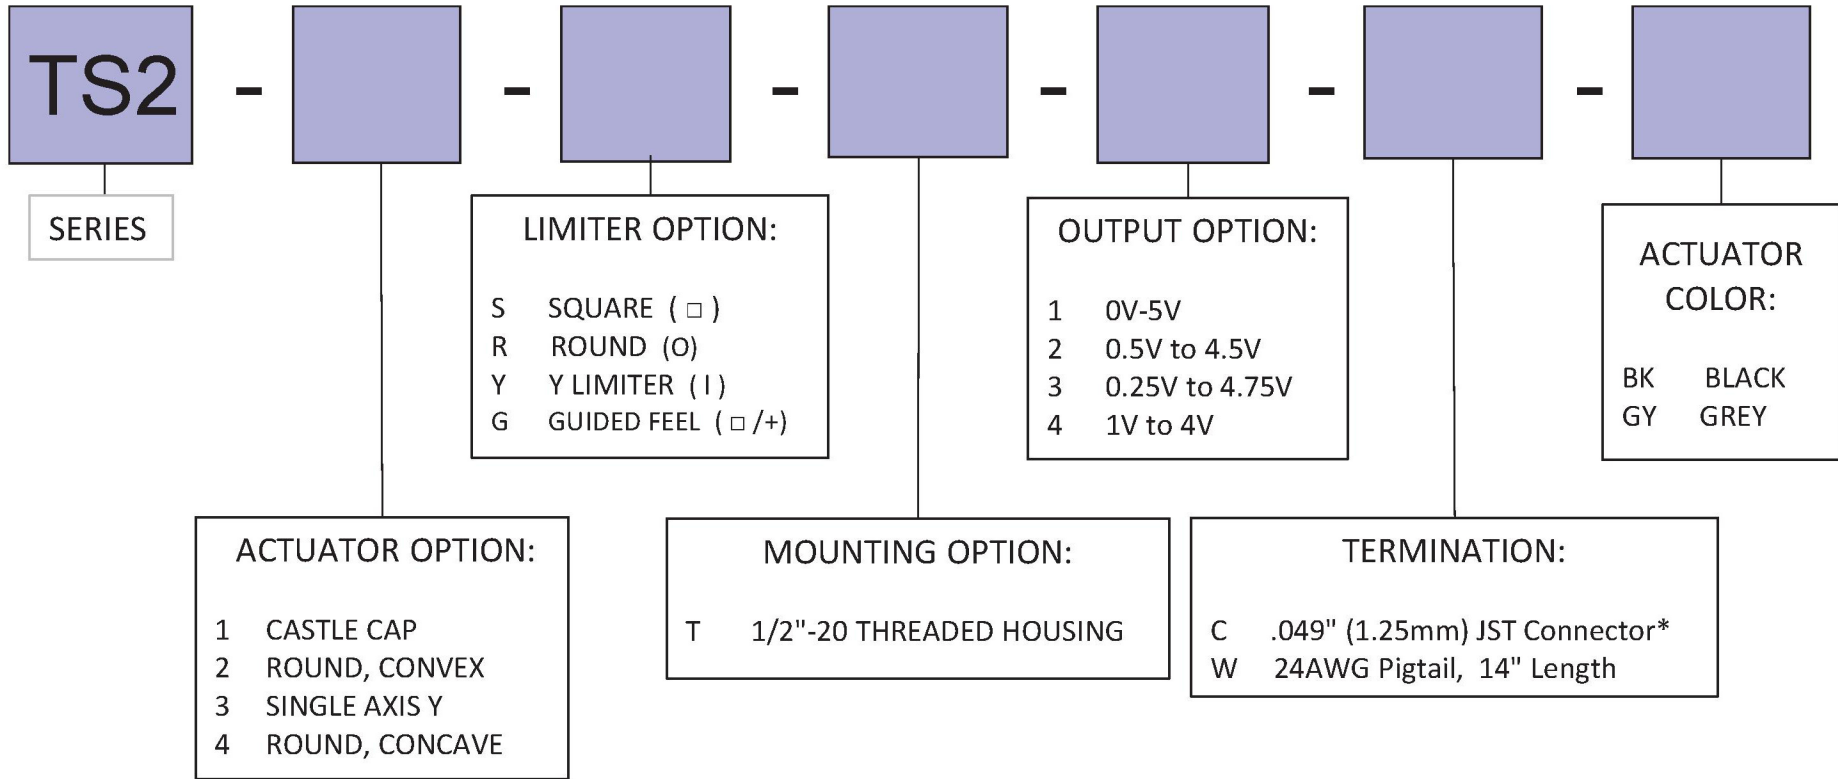 TS2 - - - - - -
SERIES
LIMITER OPTION:
S SQUARE ( □ )
R ROUND (O)
Y Y LIMITER ( I )
G GUIDED FEEL ( □ /+)
OUTPUT OPTION:
1 0V-5V
2 0.5V to 4.5V
3 0.25V to 4.75V
4 1V to 4V
ACTUATOR
COLOR:
BK BLACK
GY GREY
ACTUATOR OPTION:
1 CASTLE CAP
2 ROUND, CONVEX
3 SINGLE AXIS Y
4 ROUND, CONCAVE
MOUNTING OPTION:
T 1/2"-20 THREADED HOUSING
TERMINATION:
C .049" (1.25mm) JST Connector*
W 24AWG Pigtail, 14" Length